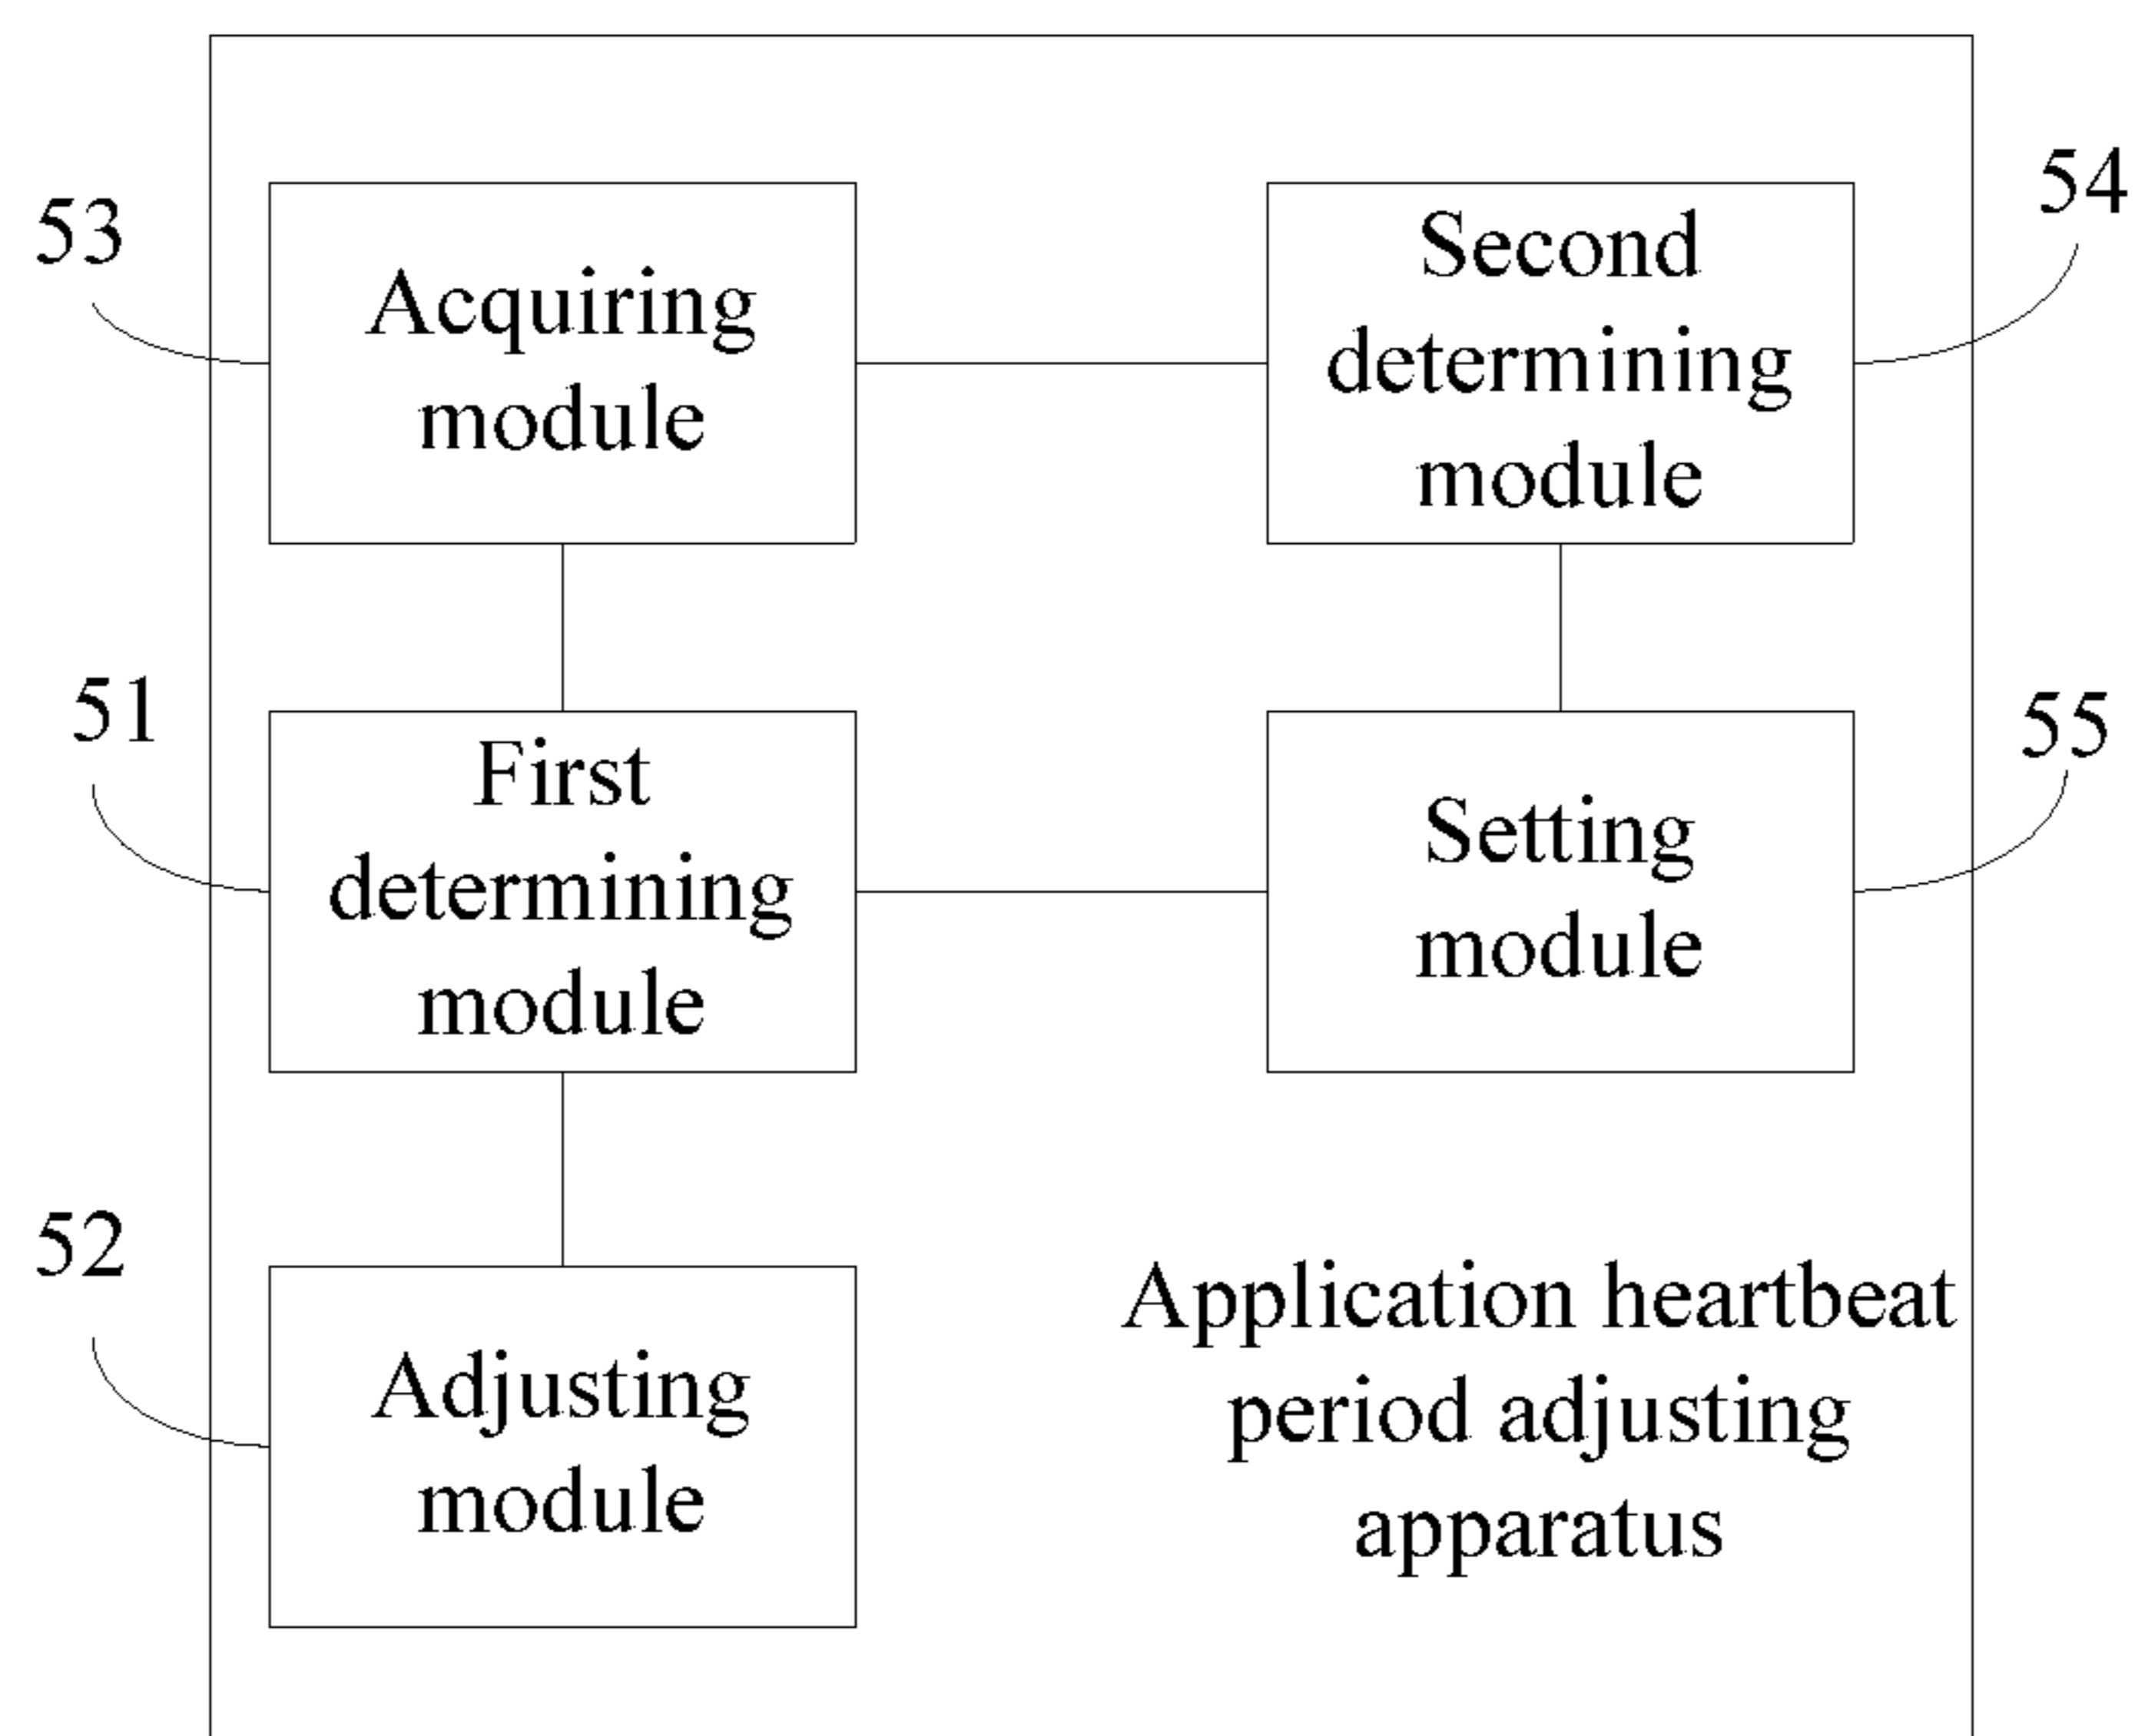 53
Acquiring
module
54
Second
determining
module
51
First
determining
module
55
Setting
module
52
Adjusting
module
Application heartbeat
period adjusting
apparatus